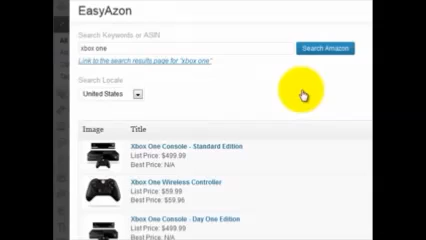 EasyAzon
Search Keywords or ASIN
xbox one
Search Amazon
Link to the search results page for "xbox one"
Search Locale
United States
Image Title
Xbox One Console - Standard Edition
List Price: $499.99
Best Price: N/A
Xbox One Wireless Controller
List Price: $59.99
Best Price: $59.96
Xbox One Console - Day One Edition
List Price: $499.99
Best Price: N/A